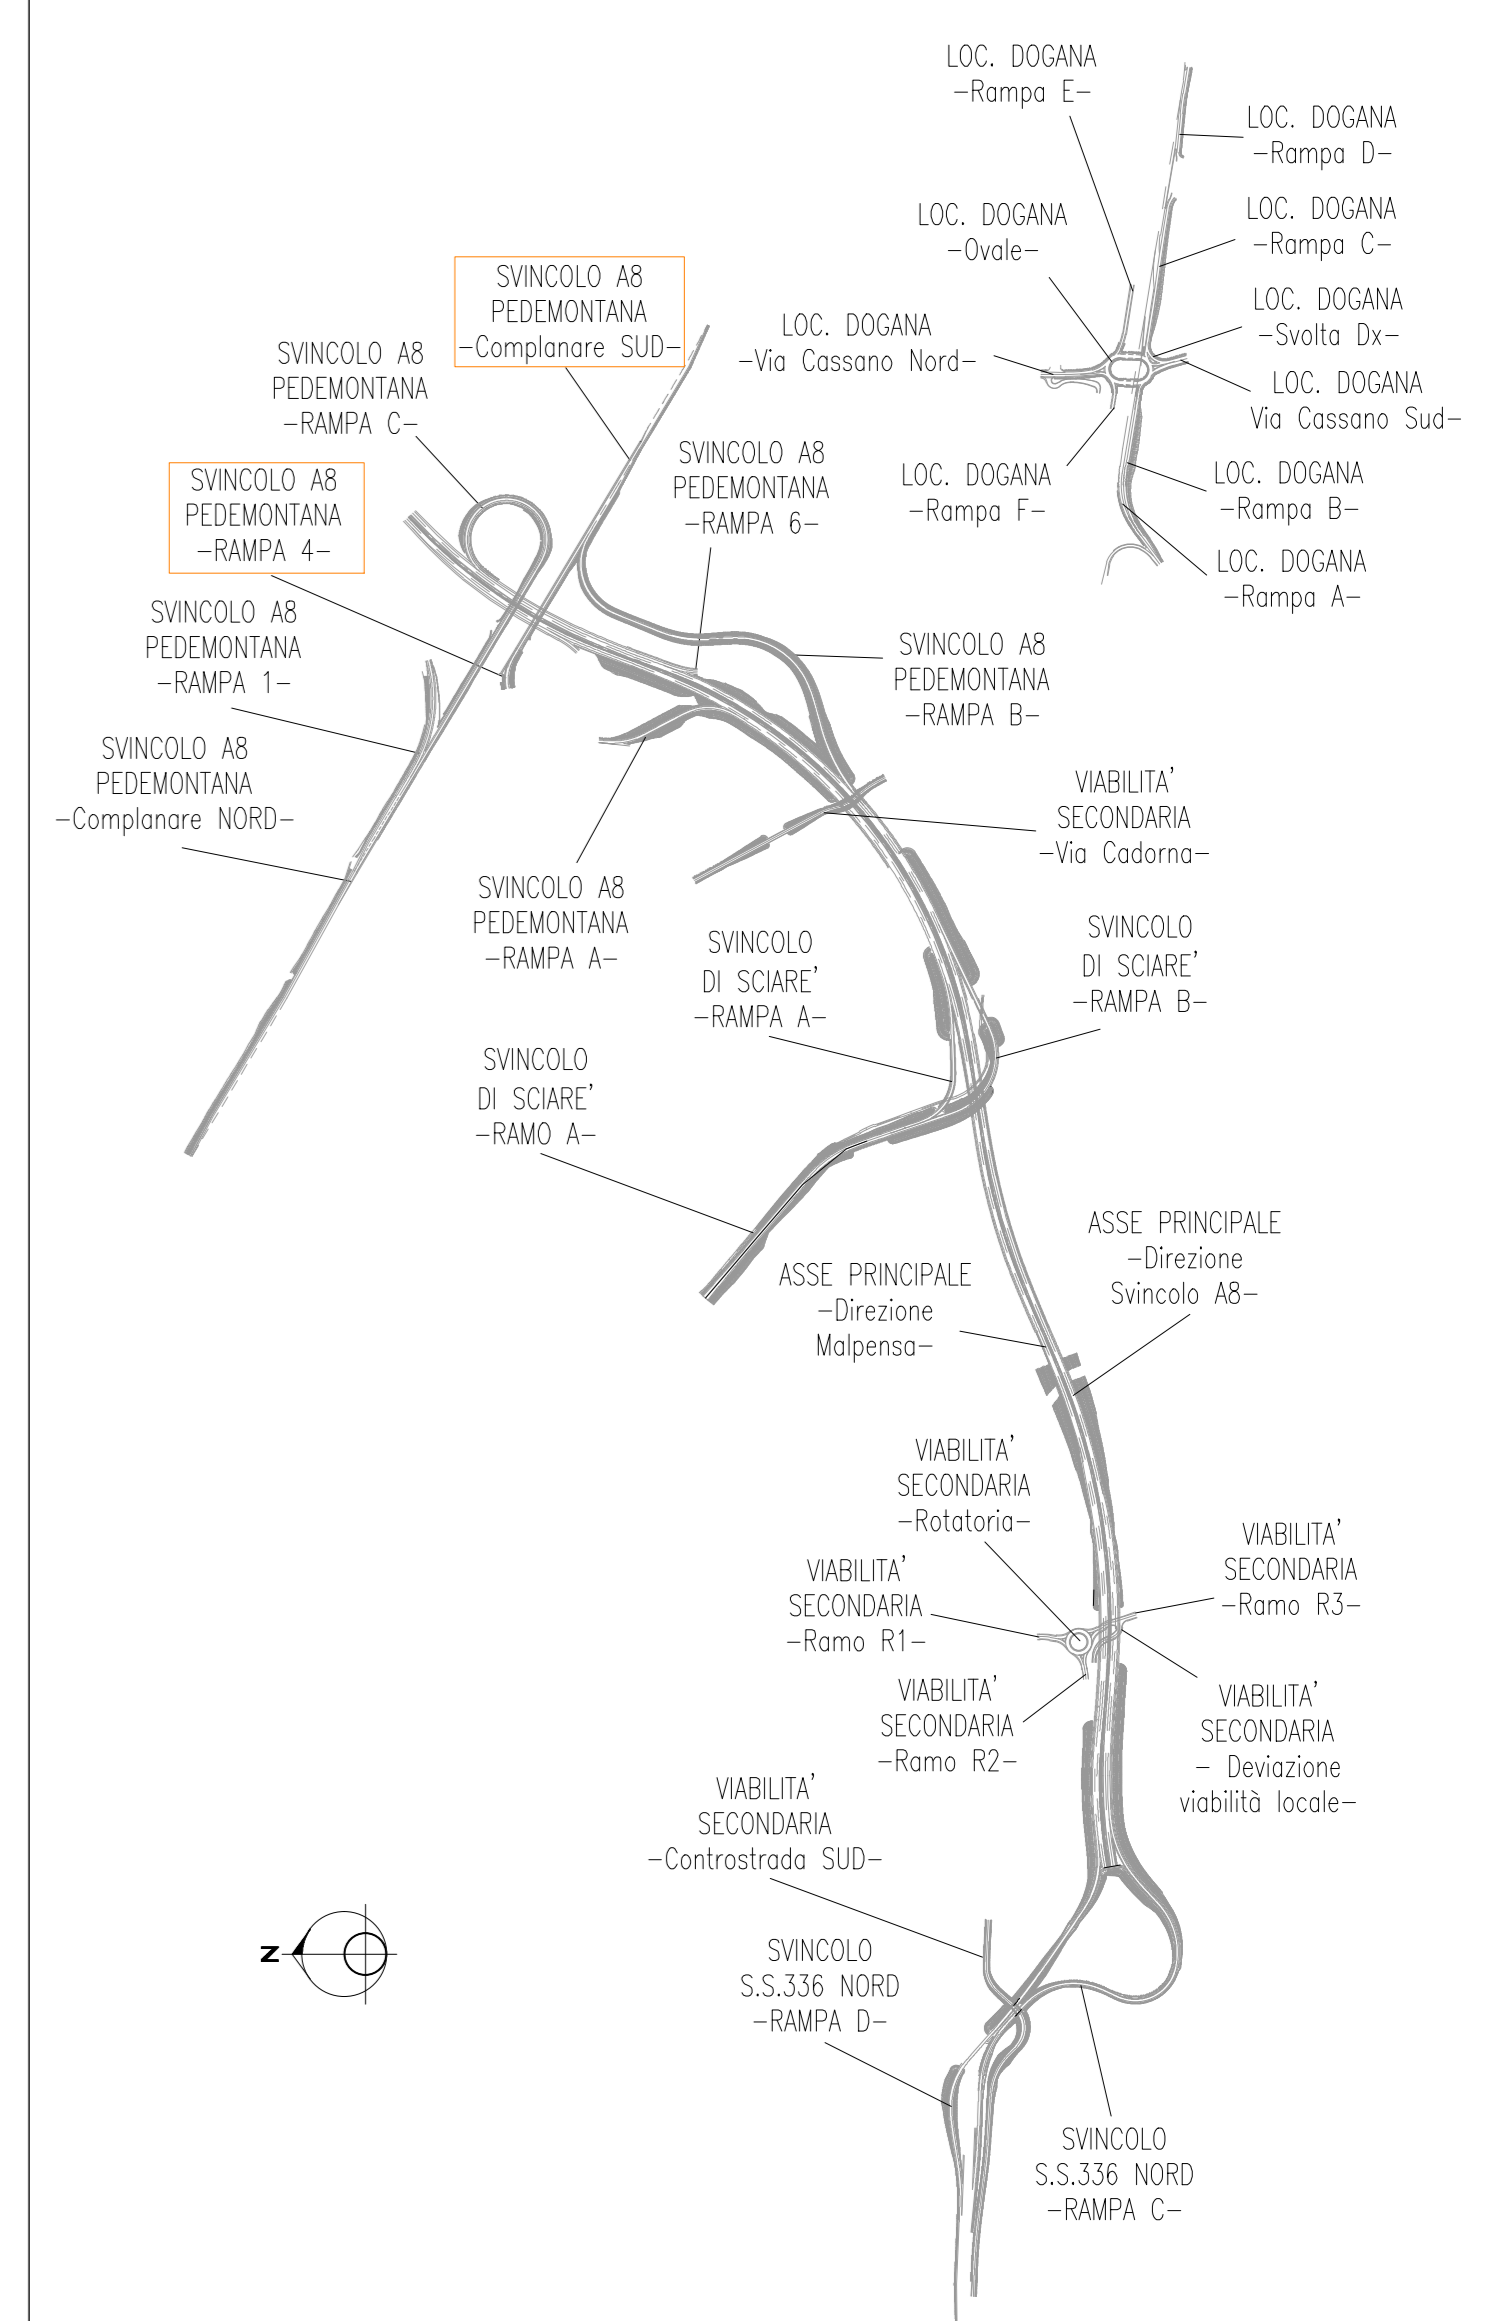 LOC. DOGANA
-Rampa E-
LOC. DOGANA
-Rampa D-
LOC. DOGANA
-Rampa C-
LOC. DOGANA
-Ovale-
SVINCOLO A8
PEDEMONTANA
-Complanare SUD-
LOC. DOGANA
-Svolta Dx-
LOC. DOGANA
-Via Cassano Nord-
SVINCOLO A8
PEDEMONTANA
-RAMPA C-
LOC. DOGANA
Via Cassano Sud-
SVINCOLO A8
PEDEMONTANA
-RAMPA 6-
SVINCOLO A8
PEDEMONTANA
-RAMPA 4-
LOC. DOGANA
-Rampa F-
LOC. DOGANA
-Rampa B-
LOC. DOGANA
-Rampa A-
SVINCOLO A8
PEDEMONTANA
-RAMPA 1-
SVINCOLO A8
PEDEMONTANA
-RAMPA B-
SVINCOLO A8
PEDEMONTANA
-Complanare NORD-
VIABILITA'
SECONDARIA
-Via Cadorna-
SVINCOLO A8
PEDEMONTANA
-RAMPA A-
SVINCOLO
DI SCIARE'
-RAMPA A-
SVINCOLO
DI SCIARE'
-RAMPA B-
SVINCOLO
DI SCIARE'
-RAMO A-
ASSE PRINCIPALE
-Direzione
Svincolo A8-
ASSE PRINCIPALE
-Direzione
Malpensa-
VIABILITA'
SECONDARIA
-Rotatoria-
VIABILITA'
SECONDARIA
-Ramo R3-
VIABILITA'
SECONDARIA
-Ramo R1-
VIABILITA'
SECONDARIA
-Ramo R2-
VIABILITA'
SECONDARIA
- Deviazione
viabilità locale-
VIABILITA'
SECONDARIA
-Controstrada SUD-
N
SVINCOLO
S.S.336 NORD
-RAMPA D-
SVINCOLO
S.S.336 NORD
-RAMPA C-